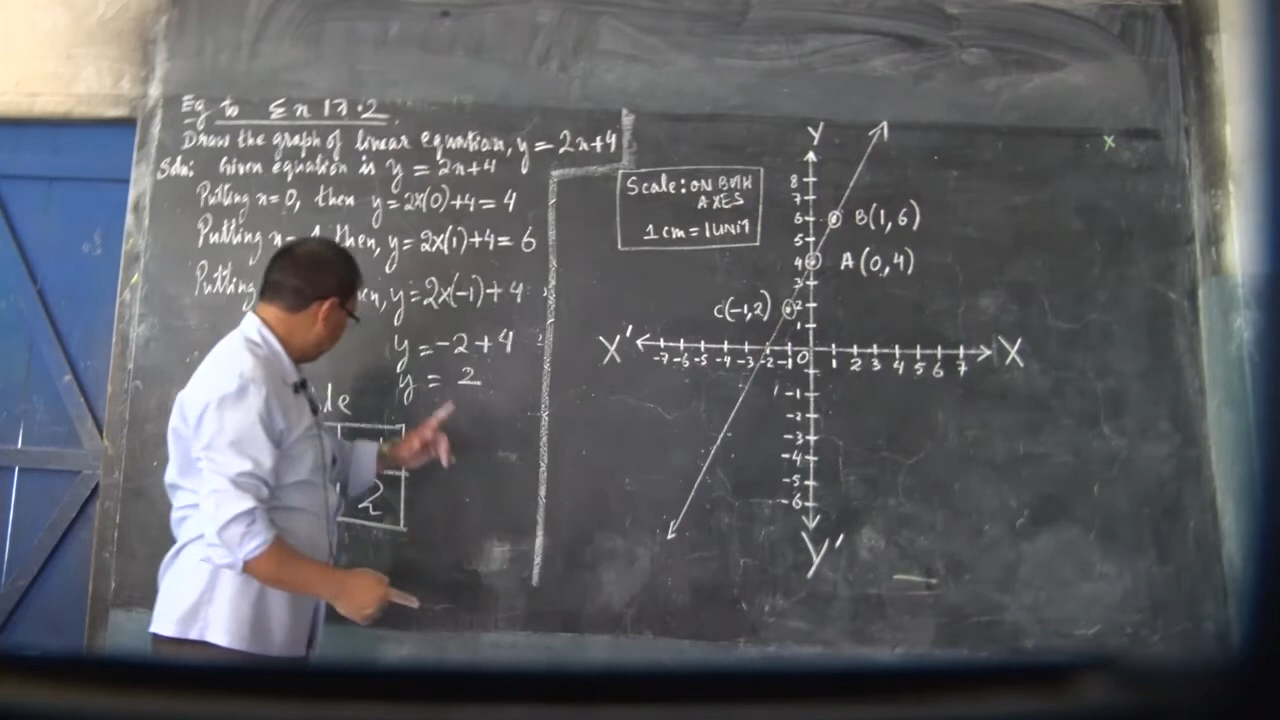 Eg to Ex 17.2
Draw the graph of linear equation, y = 2x+4
Soln: Given equation is y = 2x+4
Putting x=0, then y=2x(0)+4=4
Putting x= 1 then, y=2x(1)+4=6
Putting y=2x(-1)+4
y=-2+4
y = 2
2
Scale: ON BOTH
AXES
1cm=1UNIT
Y
8
7
6
5
4
3
2
1
B(1,6)
A(0,4)
C(-1,2)
X' -7 -6 -5 -4 -3 -2 -1 0 1 2 3 4 5 6 7 X
-1
-2
-3
-4
-5
-6
Y'
x